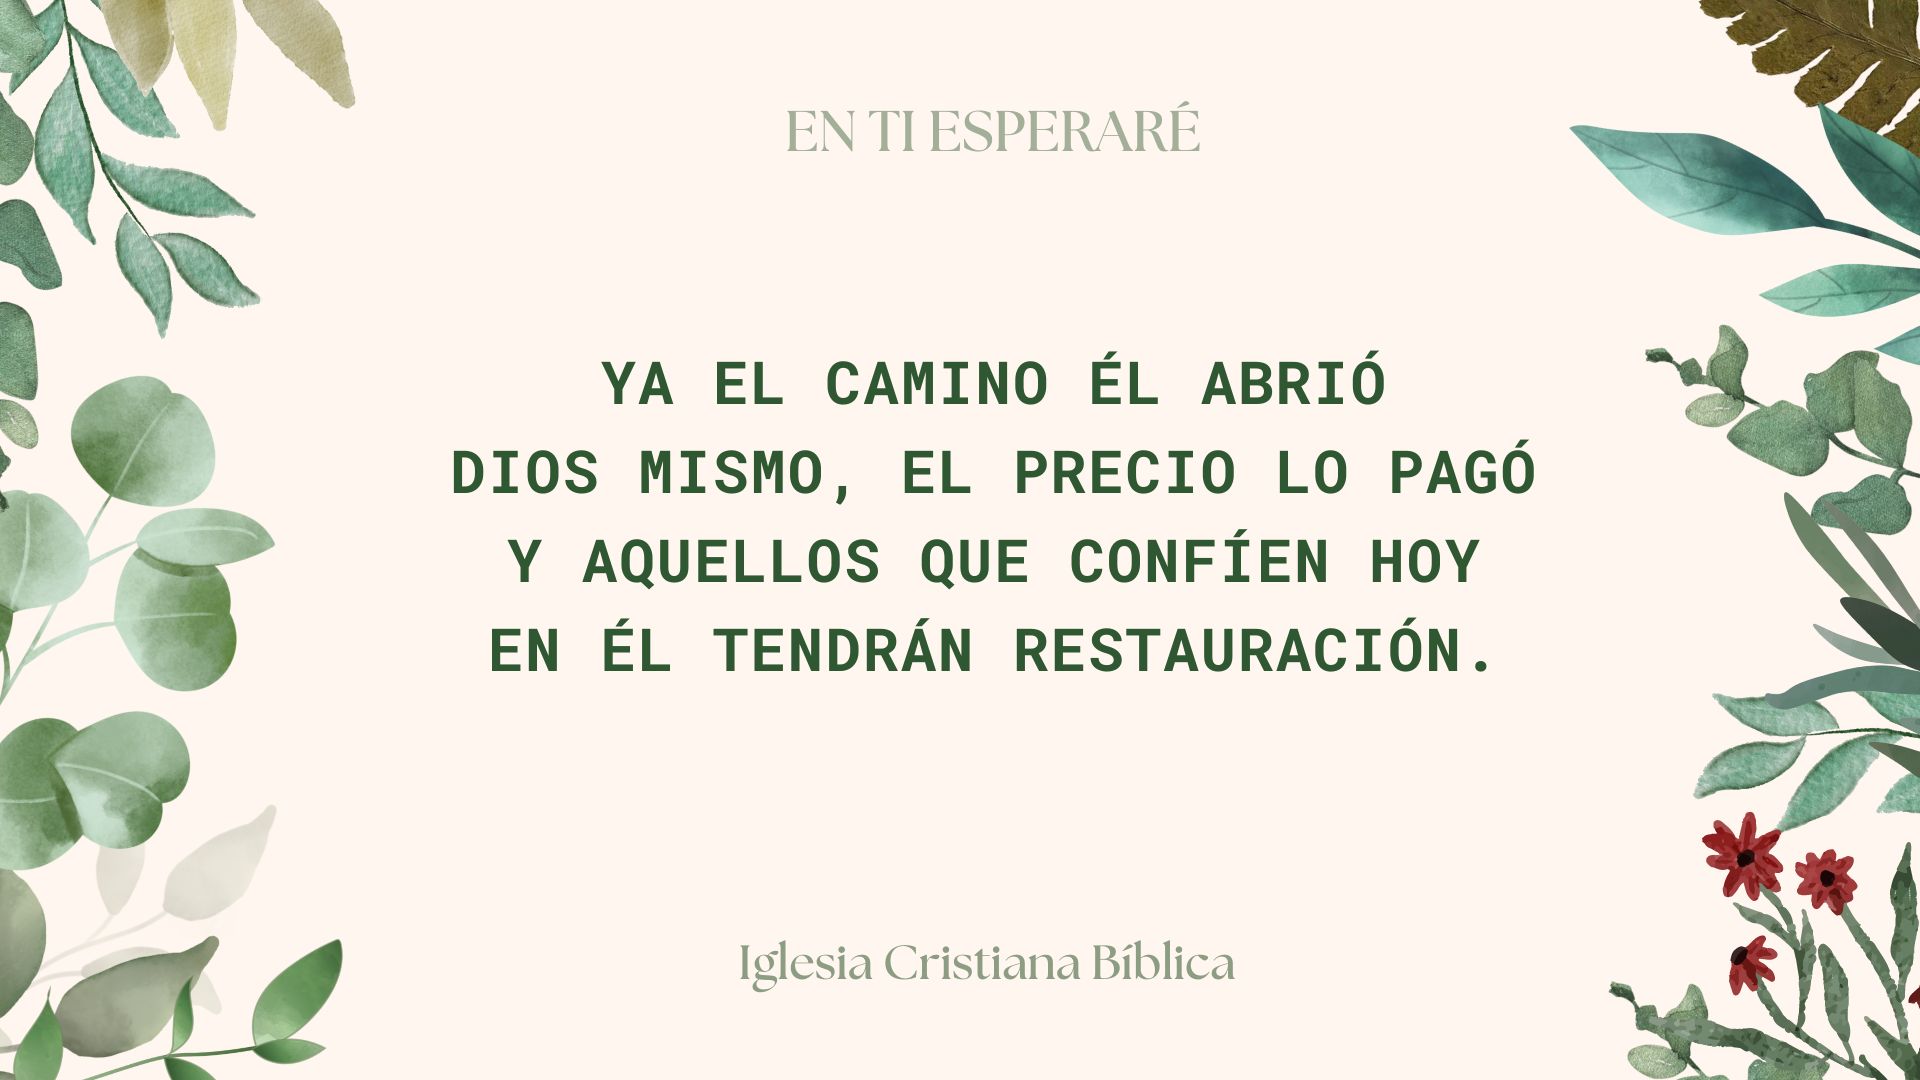 EN TI ESPERARÉ
YA EL CAMINO ÉL ABRIÓ
DIOS MISMO, EL PRECIO LO PAGÓ
Y AQUELLOS QUE CONFÍEN HOY
EN ÉL TENDRÁN RESTAURACIÓN.
Iglesia Cristiana Bíblica